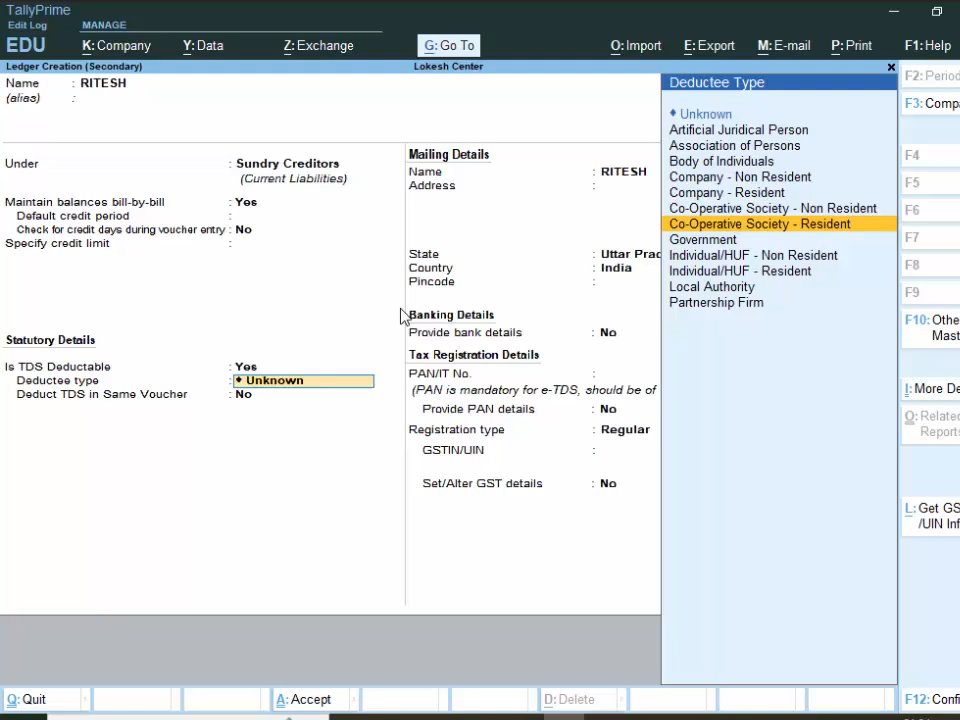 TallyPrime
Edit Log
EDU
MANAGE
K: Company
Y: Data
Z: Exchange
G: Go To
O: Import
E: Export
M: E-mail
P: Print
F1: Help
Ledger Creation (Secondary)
Lokesh Center
Name : RITESH
(alias) :
Under : Sundry Creditors
(Current Liabilities)
Maintain balances bill-by-bill : Yes
Default credit period :
Check for credit days during voucher entry : No
Specify credit limit :
Statutory Details
Is TDS Deductable : Yes
Deductee type : ♦ Unknown
Deduct TDS in Same Voucher : No
Mailing Details
Name : RITESH
Address :
State : Uttar Prad
Country : India
Pincode :
Banking Details
Provide bank details : No
Tax Registration Details
PAN/IT No. :
(PAN is mandatory for e-TDS, should be of
Provide PAN details : No
Registration type : Regular
GSTIN/UIN :
Set/Alter GST details : No
Deductee Type
♦ Unknown
Artificial Juridical Person
Association of Persons
Body of Individuals
Company - Non Resident
Company - Resident
Co-Operative Society - Non Resident
Co-Operative Society - Resident
Government
Individual/HUF - Non Resident
Individual/HUF - Resident
Local Authority
Partnership Firm
F2: Period
F3: Compa
F4
F5
F6
F7
F8
F9
F10: Othe
Mast
I: More De
O: Related
Reports
L: Get GS
/UIN Inf
Q: Quit
A: Accept
D: Delete
F12: Confi